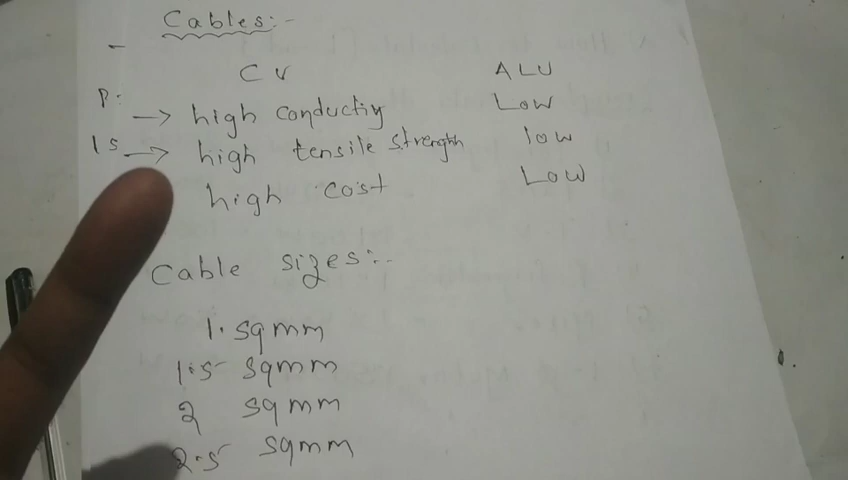 Cables:-
CU ALU
P.
→ high conductiy Low
1s → high tensile strength low
high cost Low
Cable sizes:-
1. sqmm
1.5 sqmm
2 sqmm
2.5 sqmm